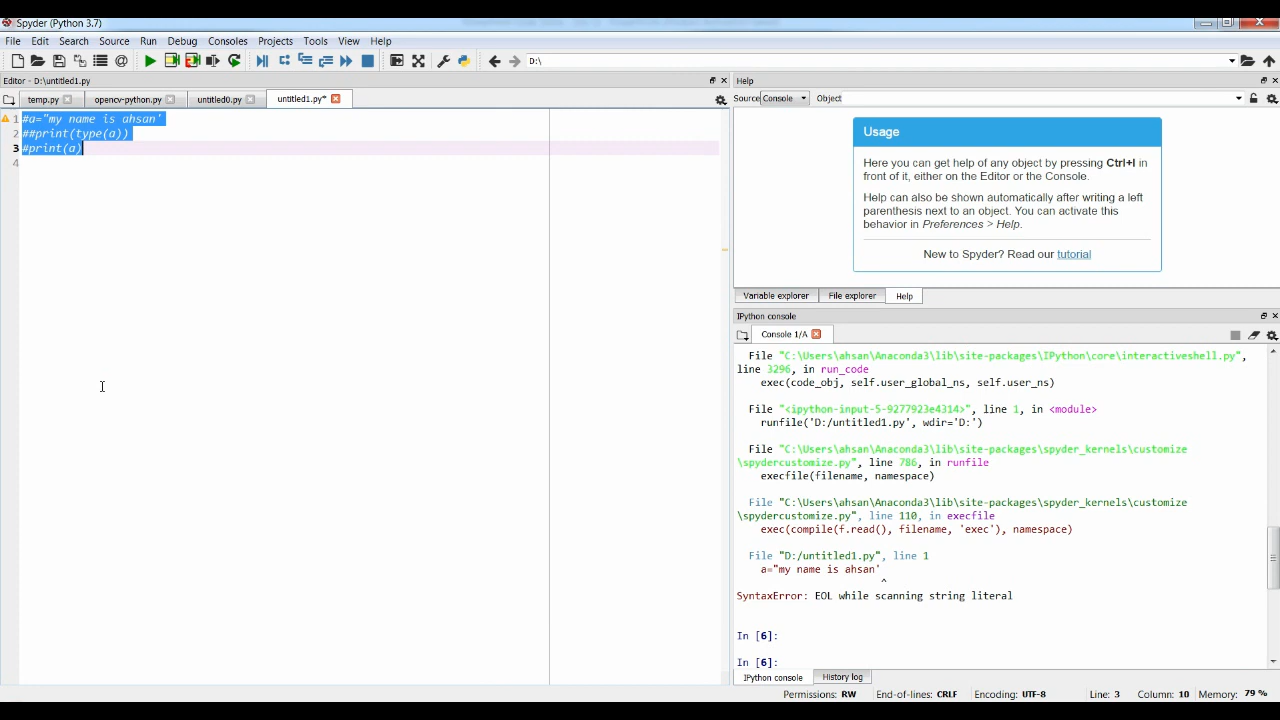 Spyder (Python 3.7)
File Edit Search Source Run Debug Consoles Projects Tools View Help
D:\
Editor - D:\untitled1.py
temp.py opencv-python.py untitled0.py untitled1.py*
1 #a="my name is ahsan'
2 ##print(type(a))
3 #print(a)
4
Help
Source Console Object
Usage
Here you can get help of any object by pressing Ctrl+I in
front of it, either on the Editor or the Console.
Help can also be shown automatically after writing a left
parenthesis next to an object. You can activate this
behavior in Preferences > Help.
New to Spyder? Read our tutorial
Variable explorer File explorer Help
IPython console
Console 1/A
File "C:\Users\ahsan\Anaconda3\lib\site-packages\IPython\core\interactiveshell.py",
line 3296, in run_code
exec(code_obj, self.user_global_ns, self.user_ns)
File "<ipython-input-5-9277923e4314>", line 1, in <module>
runfile('D:/untitled1.py', wdir='D:')
File "C:\Users\ahsan\Anaconda3\lib\site-packages\spyder_kernels\customize
\spydercustomize.py", line 786, in runfile
execfile(filename, namespace)
File "C:\Users\ahsan\Anaconda3\lib\site-packages\spyder_kernels\customize
\spydercustomize.py", line 110, in execfile
exec(compile(f.read(), filename, 'exec'), namespace)
File "D:/untitled1.py", line 1
a="my name is ahsan'
^
SyntaxError: EOL while scanning string literal
In [6]:
In [6]:
IPython console History log
Permissions: RW End-of-lines: CRLF Encoding: UTF-8 Line: 3 Column: 10 Memory: 79 %